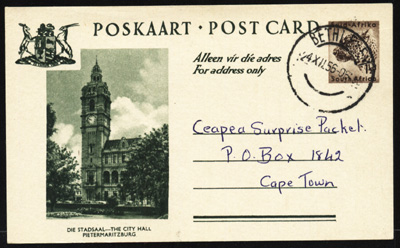 POSKAART · POST CARD
Alleen vir die adres
For address only
South Africa
Ceapea Surprise Packet.
P.O. Box 1842
Cape Town
DIE STADSAAL—THE CITY HALL
PIETERMARITZBURG